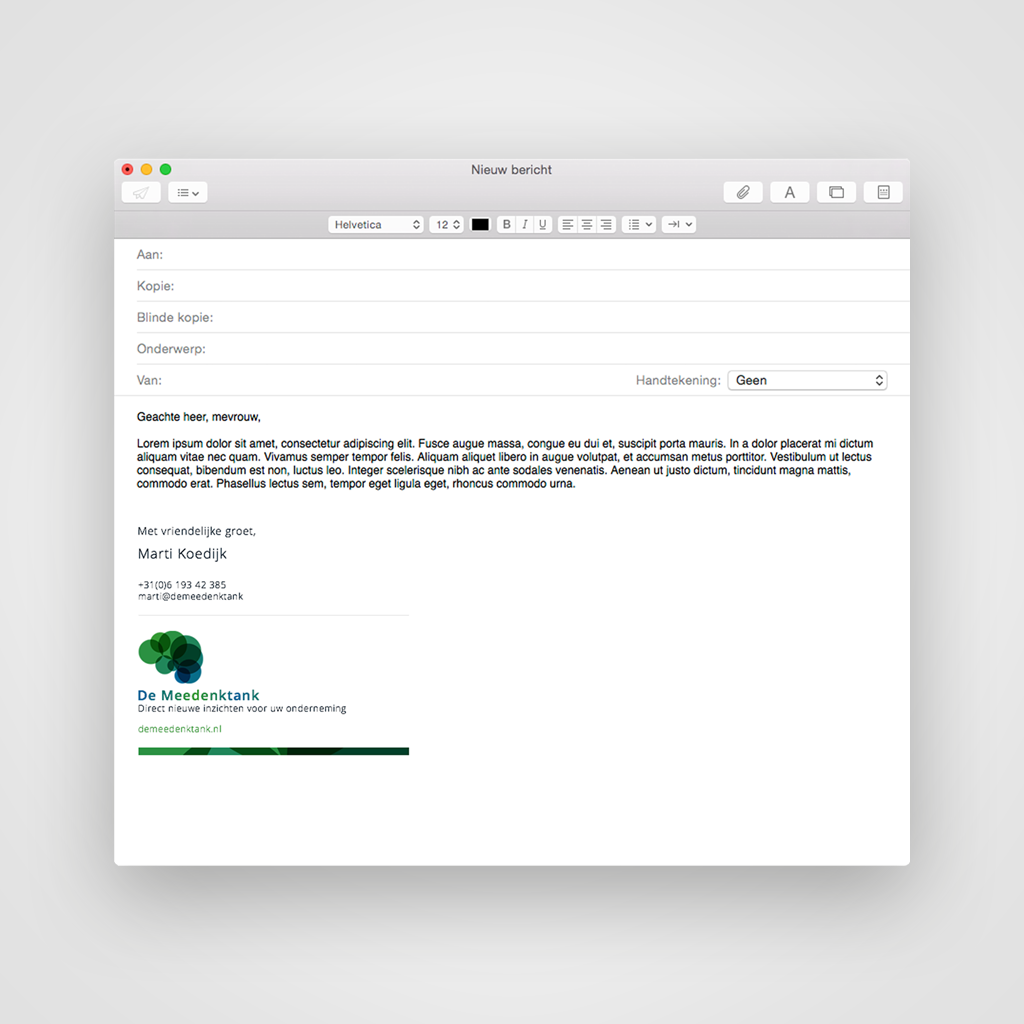 Nieuw bericht
A
Helvetica 12 B I U
Aan:
Kopie:
Blinde kopie:
Onderwerp:
Van: Handtekening: Geen
Geachte heer, mevrouw,
Lorem ipsum dolor sit amet, consectetur adipiscing elit. Fusce augue massa, congue eu dui et, suscipit porta mauris. In a dolor placerat mi dictum
aliquam vitae nec quam. Vivamus semper tempor felis. Aliquam aliquet libero in augue volutpat, et accumsan metus porttitor. Vestibulum ut lectus
consequat, bibendum est non, luctus leo. Integer scelerisque nibh ac ante sodales venenatis. Aenean ut justo dictum, tincidunt magna mattis,
commodo erat. Phasellus lectus sem, tempor eget ligula eget, rhoncus commodo urna.
Met vriendelijke groet,
Marti Koedijk
+31(0)6 193 42 385
marti@demeedenktank
De Meedenktank
Direct nieuwe inzichten voor uw onderneming
demeedenktank.nl